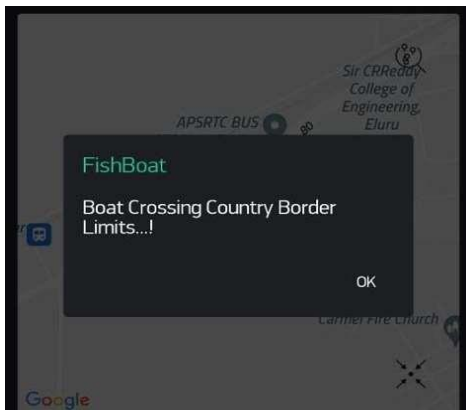 Sir CRReddy
College of
Engineering,
Eluru
APSRTC BUS
80
FishBoat
Boat Crossing Country Border
Limits...!
OK
Carmel Fire Church
Google